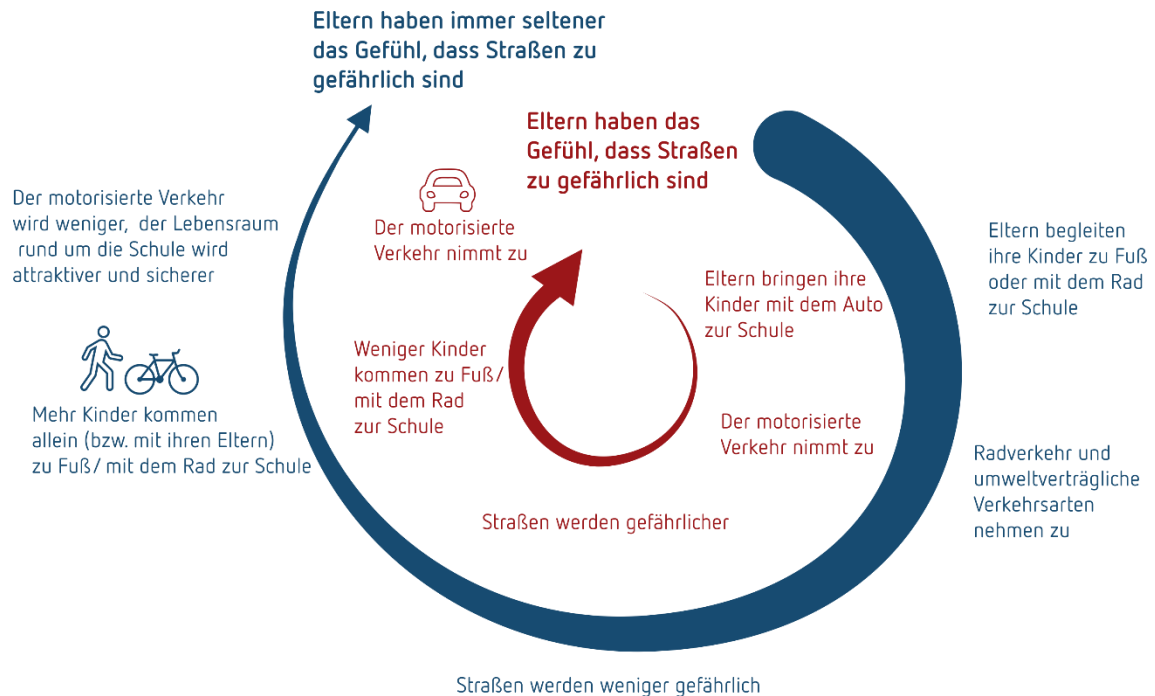 Eltern haben immer seltener
das Gefühl, dass Straßen zu
gefährlich sind
Eltern haben das
Gefühl, dass Straßen
zu gefährlich sind
Der motorisierte Verkehr
wird weniger, der Lebensraum
rund um die Schule wird
attraktiver und sicherer
Der motorisierte
Verkehr nimmt zu
Eltern begleiten
ihre Kinder zu Fuß
oder mit dem Rad
zur Schule
Eltern bringen ihre
Kinder mit dem Auto
zur Schule
Weniger Kinder
kommen zu Fuß/
mit dem Rad
zur Schule
Mehr Kinder kommen
allein (bzw. mit ihren Eltern)
zu Fuß/ mit dem Rad zur Schule
Der motorisierte
Verkehr nimmt zu
Radverkehr und
umweltverträgliche
Verkehrsarten
nehmen zu
Straßen werden gefährlicher
Straßen werden weniger gefährlich